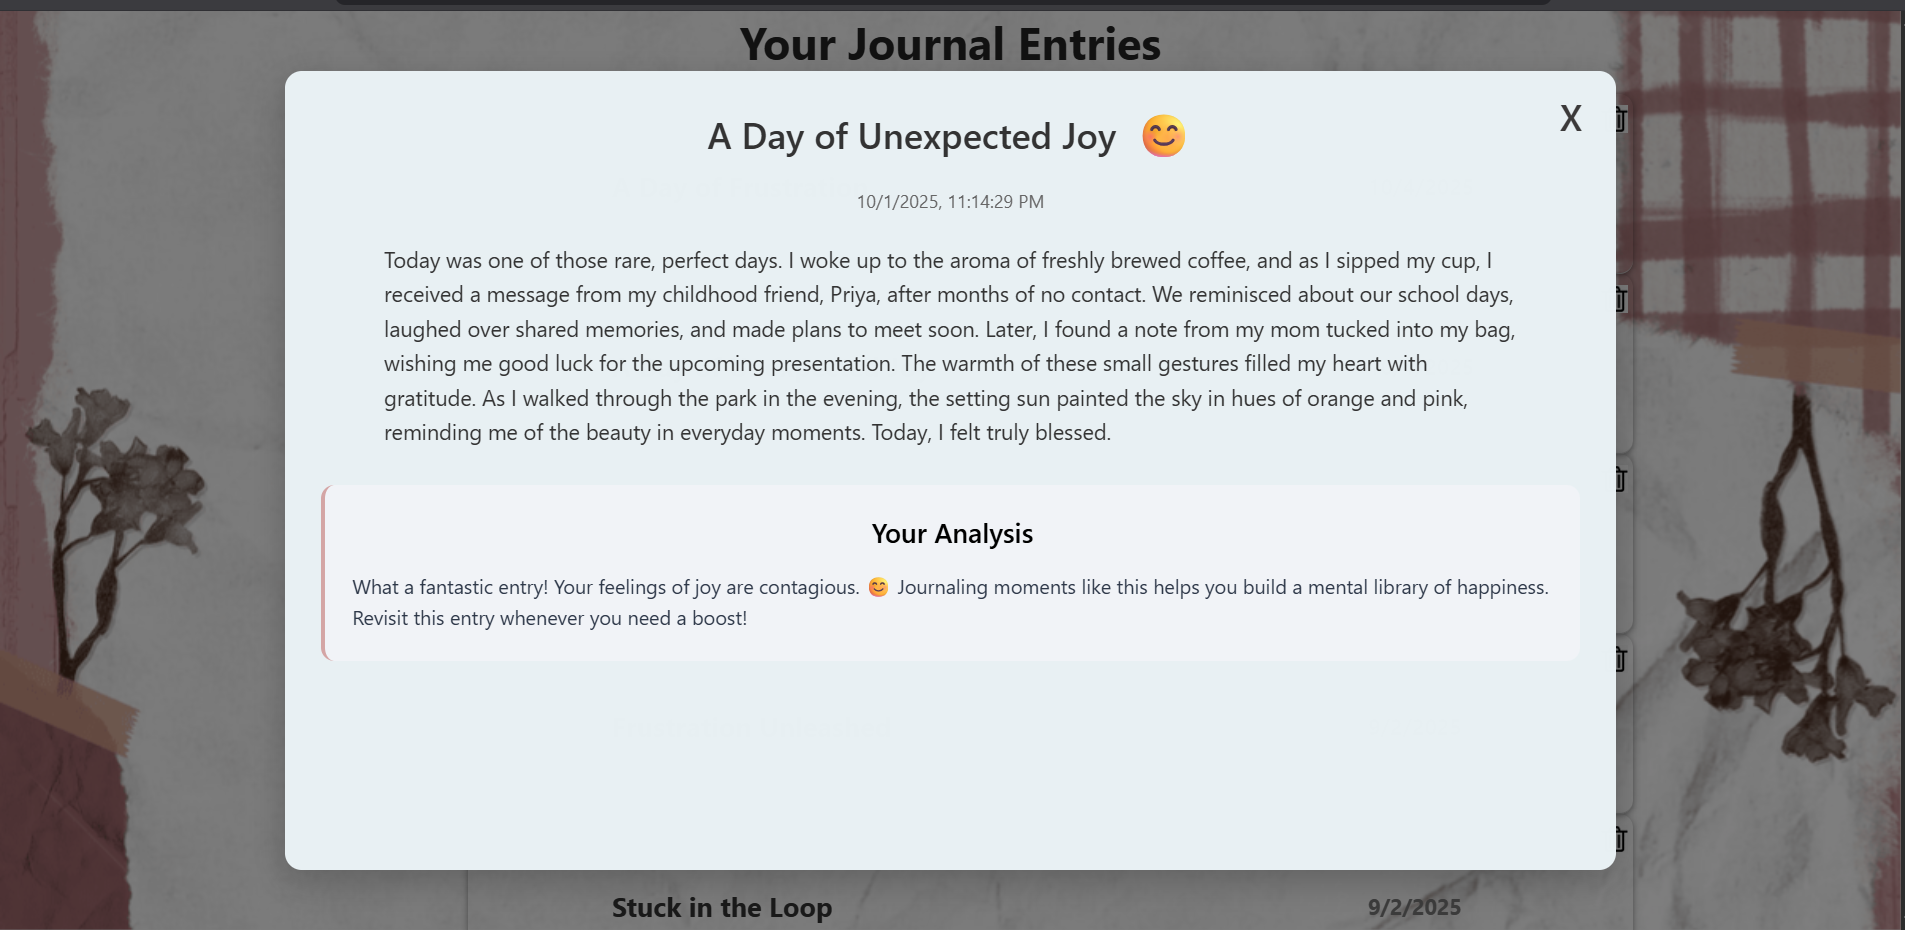 Your Journal Entries
A Day of Unexpected Joy 😊
X
10/1/2025, 11:14:29 PM
Today was one of those rare, perfect days. I woke up to the aroma of freshly brewed coffee, and as I sipped my cup, I
received a message from my childhood friend, Priya, after months of no contact. We reminisced about our school days,
laughed over shared memories, and made plans to meet soon. Later, I found a note from my mom tucked into my bag,
wishing me good luck for the upcoming presentation. The warmth of these small gestures filled my heart with
gratitude. As I walked through the park in the evening, the setting sun painted the sky in hues of orange and pink,
reminding me of the beauty in everyday moments. Today, I felt truly blessed.
Your Analysis
What a fantastic entry! Your feelings of joy are contagious. 😊 Journaling moments like this helps you build a mental library of happiness.
Revisit this entry whenever you need a boost!
Stuck in the Loop
9/2/2025